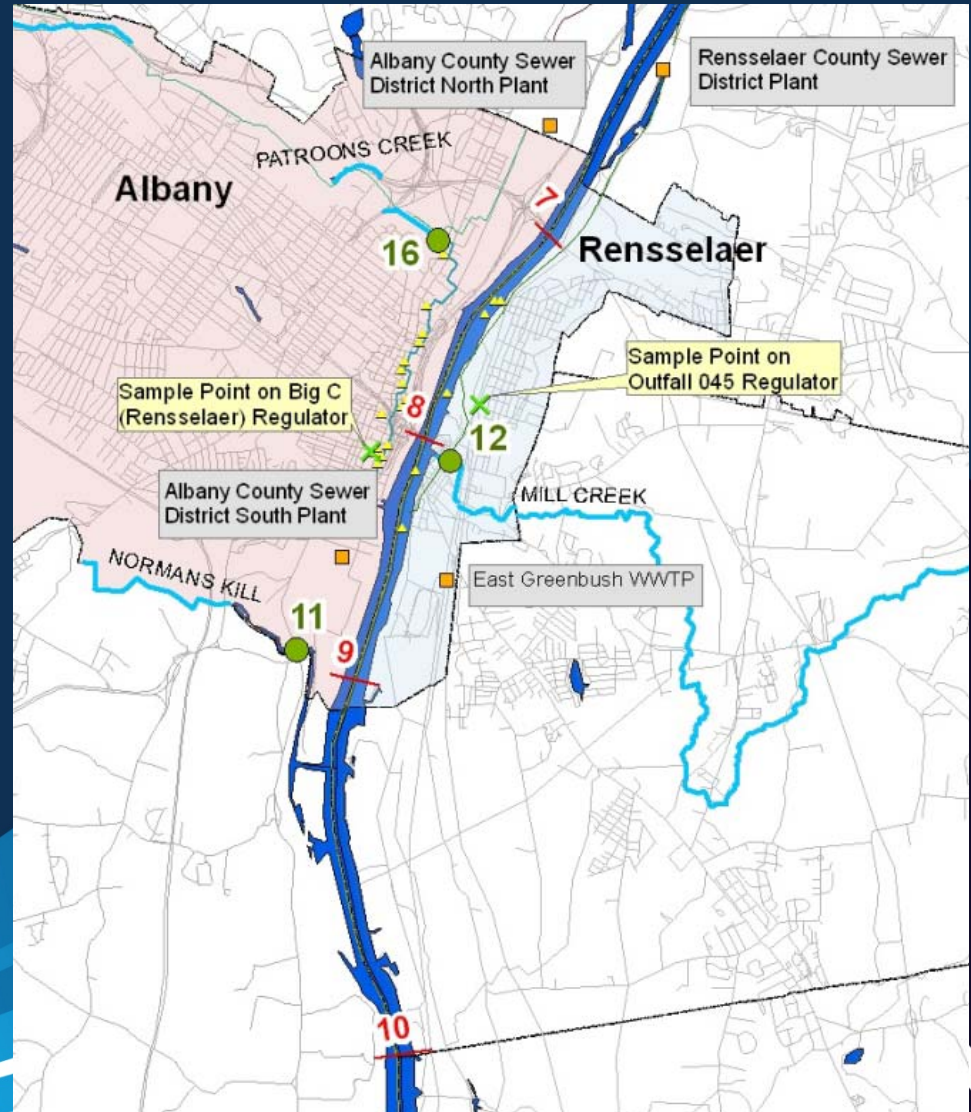 Albany County Sewer
District North Plant
Rensselaer County Sewer
District Plant
PATROONS CREEK
Albany
7
16
Rensselaer
Sample Point on
Outfall 045 Regulator
Sample Point on Big C
(Rensselaer) Regulator
8
12
Albany County Sewer
District South Plant
MILL CREEK
NORMANS KILL
East Greenbush WWTP
11
9
10